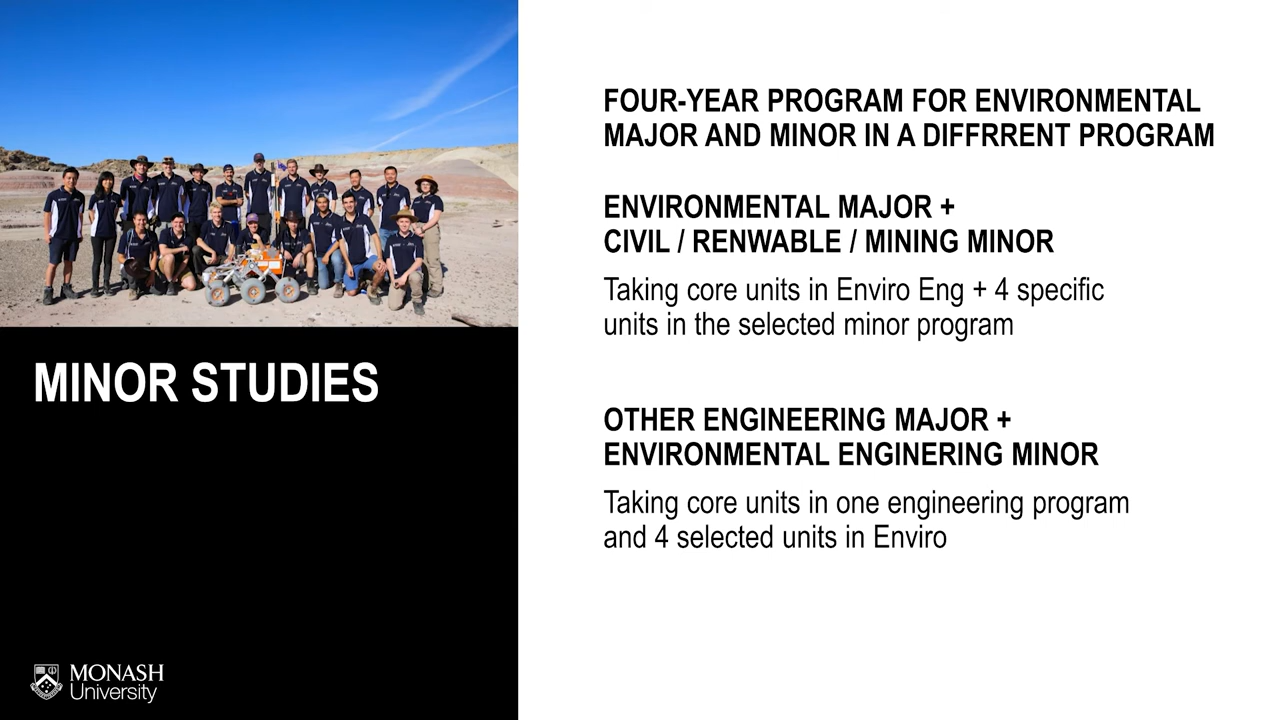 FOUR-YEAR PROGRAM FOR ENVIRONMENTAL
MAJOR AND MINOR IN A DIFFRRENT PROGRAM
ENVIRONMENTAL MAJOR +
CIVIL / RENWABLE / MINING MINOR
Taking core units in Enviro Eng + 4 specific
units in the selected minor program
MINOR STUDIES
OTHER ENGINEERING MAJOR +
ENVIRONMENTAL ENGINERING MINOR
Taking core units in one engineering program
and 4 selected units in Enviro
MONASH
University